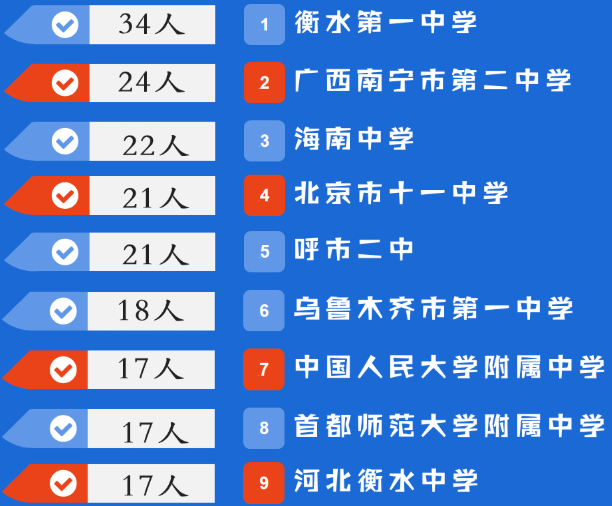 34人 1 衡水第一中学
24人 2 广西南宁市第二中学
22人 3 海南中学
21人 4 北京市十一中学
21人 5 呼市二中
18人 6 乌鲁木齐市第一中学
17人 7 中国人民大学附属中学
17人 8 首都师范大学附属中学
17人 9 河北衡水中学